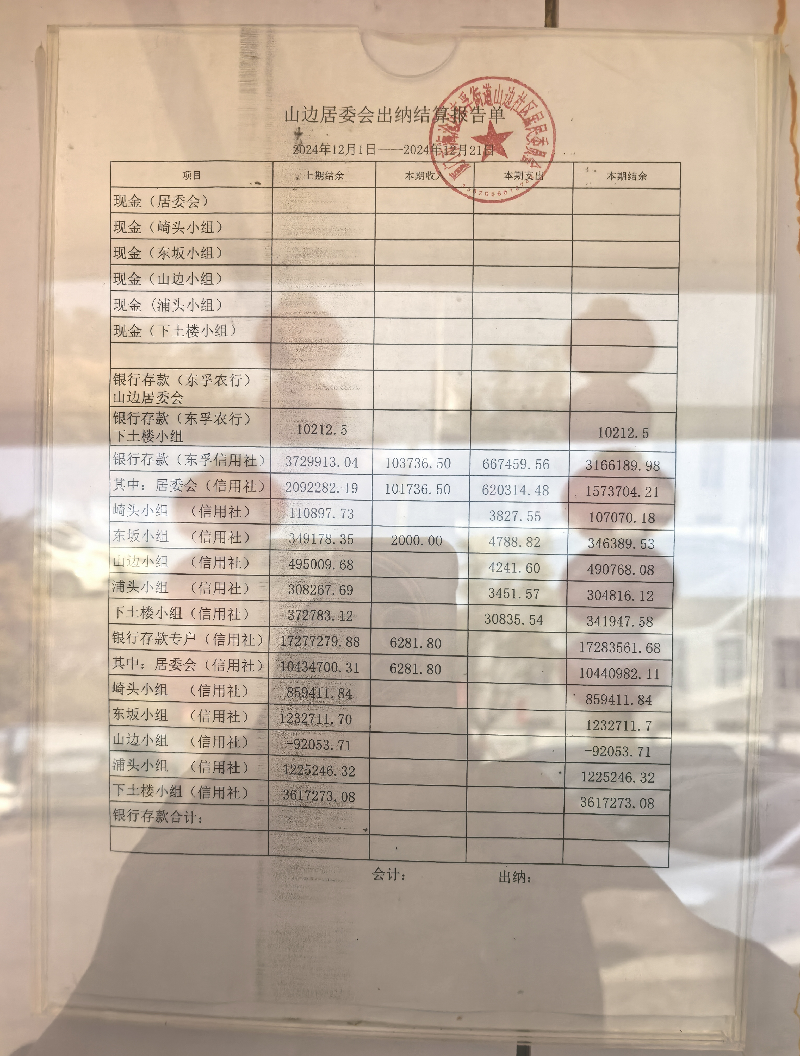 山边居委会出纳结算报告单
2024年12月1日——2024年12月21日
项目 上期结余 本期收入 本期支出 本期结余
现金（居委会）
现金（崎头小组）
现金（东坂小组）
现金（山边小组）
现金（浦头小组）
现金（下土楼小组）
银行存款（东孚农行）
山边居委会
银行存款（东孚农行）
下土楼小组 10212.5 10212.5
银行存款（东孚信用社） 3729913.04 103736.50 667459.56 3166189.98
其中：居委会（信用社） 2092282.19 101736.50 620314.48 1573704.21
崎头小组 （信用社） 110897.73 3827.55 107070.18
东坂小组 （信用社） 349178.35 2000.00 4788.82 346389.53
山边小组 （信用社） 495009.68 4241.60 490768.08
浦头小组 （信用社） 308267.69 3451.57 304816.12
下土楼小组（信用社） 372783.12 30835.54 341947.58
银行存款专户（信用社） 17277279.88 6281.80 17283561.68
其中：居委会（信用社） 10434700.31 6281.80 10440982.11
崎头小组 （信用社） 859411.84 859411.84
东坂小组 （信用社） 1232711.70 1232711.7
山边小组 （信用社） -92053.71 -92053.71
浦头小组 （信用社） 1225246.32 1225246.32
下土楼小组（信用社） 3617273.08 3617273.08
银行存款合计：
会计： 出纳：